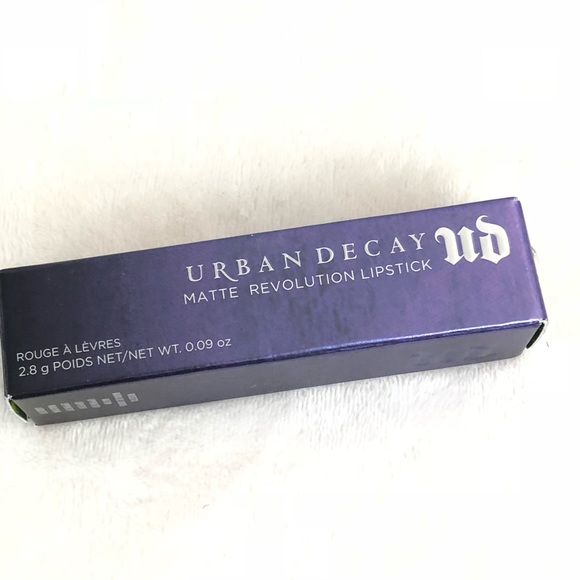 URBAN DECAY
MATTE REVOLUTION LIPSTICK
UD
ROUGE À LÈVRES
2.8 g POIDS NET/NET WT. 0.09 oz